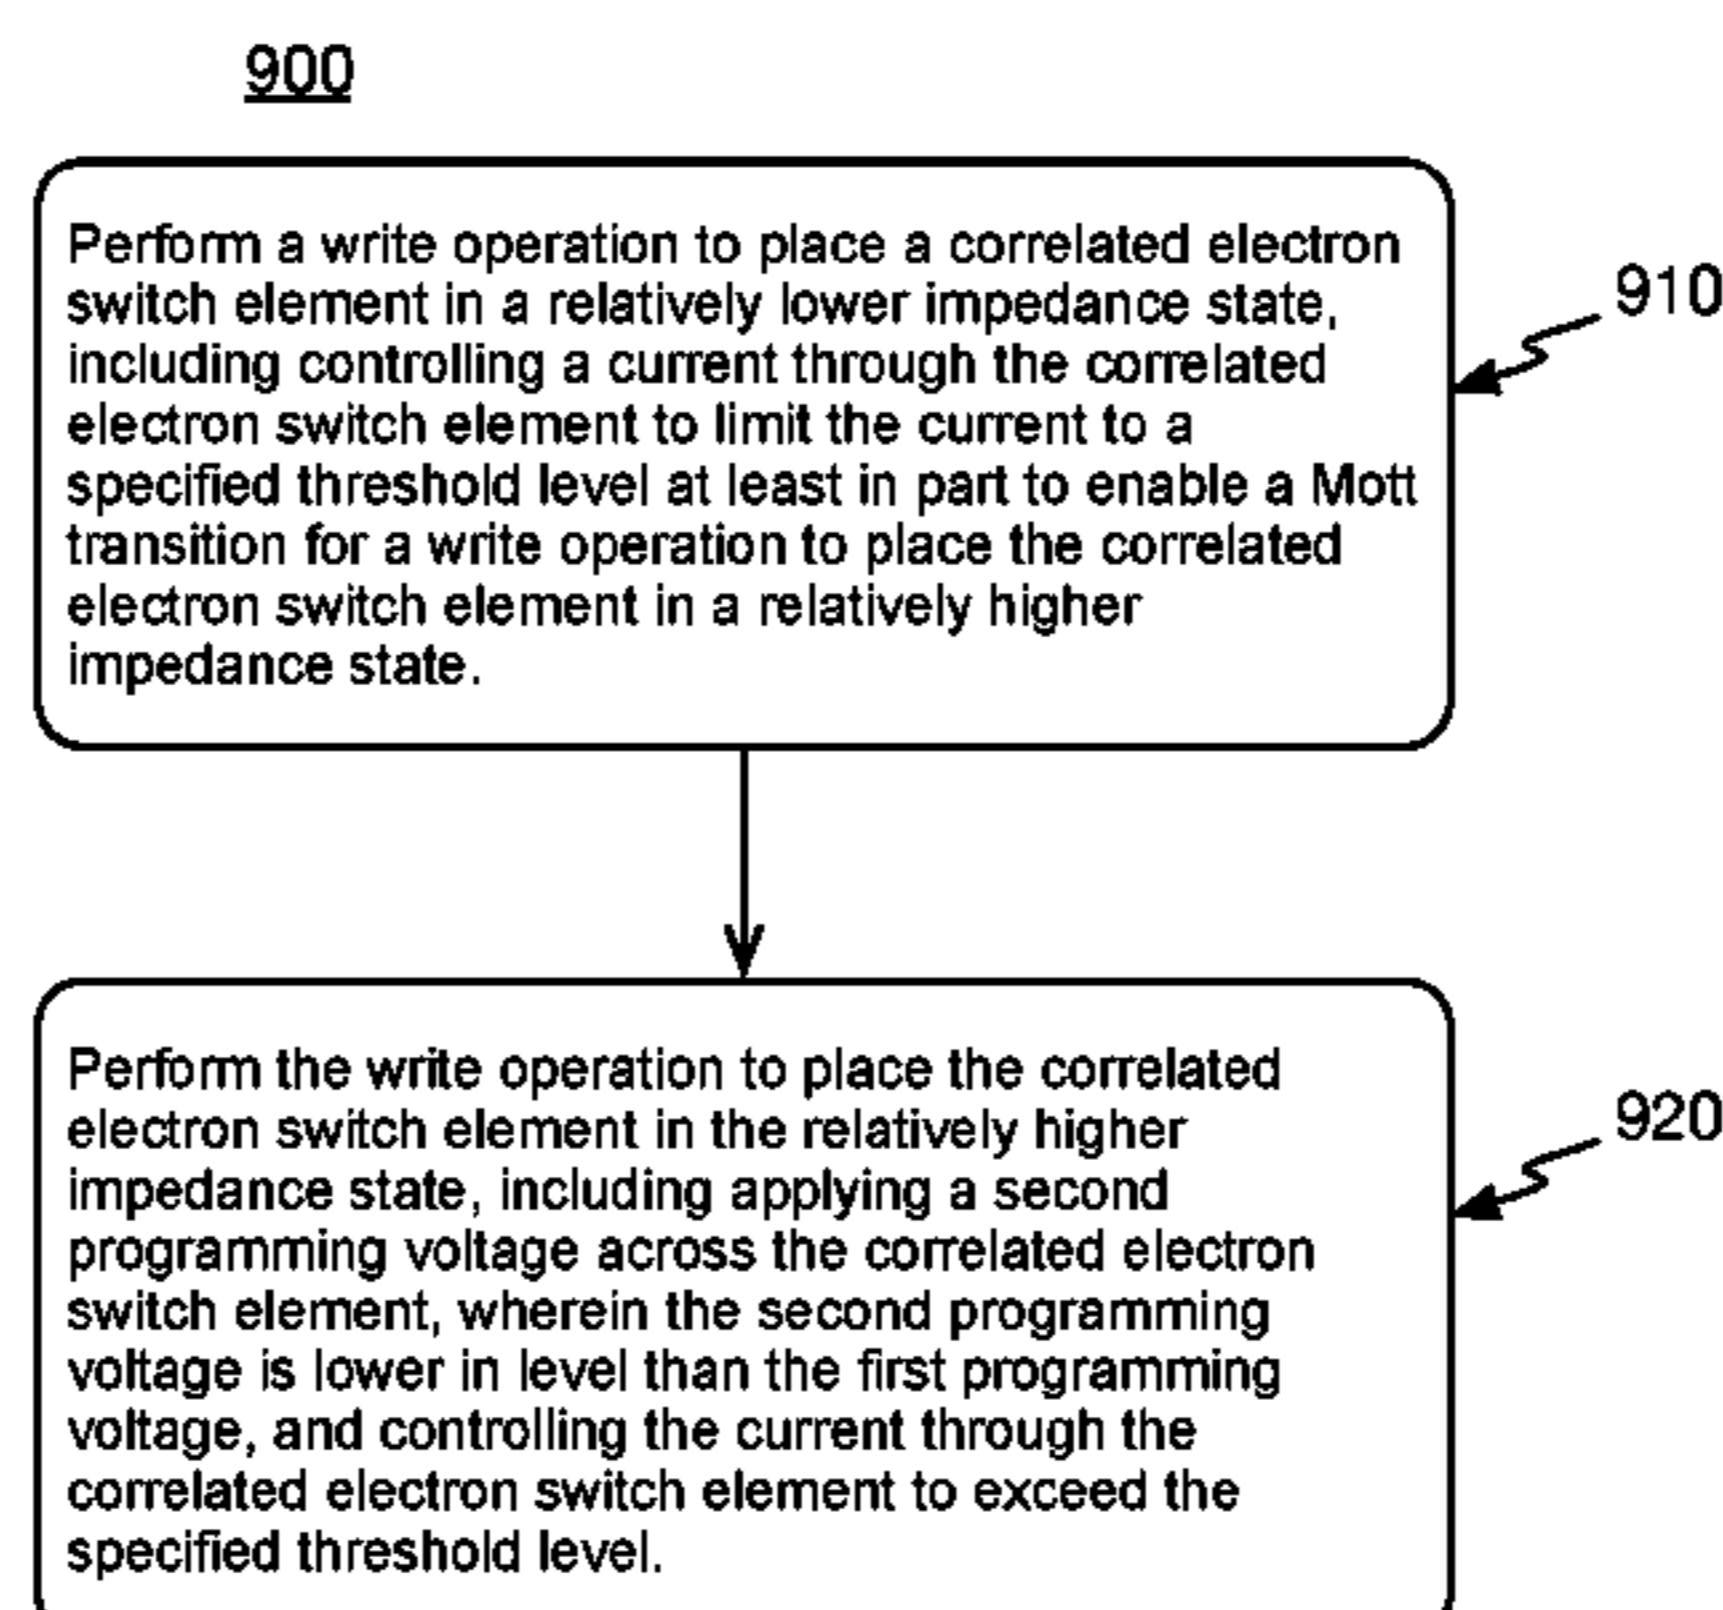 900
Perform a write operation to place a correlated electron
switch element in a relatively lower impedance state,
including controlling a current through the correlated
electron switch element to limit the current to a
specified threshold level at least in part to enable a Mott
transition for a write operation to place the correlated
electron switch element in a relatively higher
impedance state.
910
Perform the write operation to place the correlated
electron switch element in the relatively higher
impedance state, including applying a second
programming voltage across the correlated electron
switch element, wherein the second programming
voltage is lower in level than the first programming
voltage, and controlling the current through the
correlated electron switch element to exceed the
specified threshold level.
920